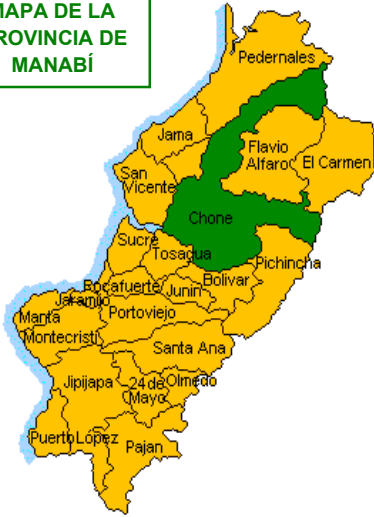 MAPA DE LA
PROVINCIA DE
MANABÍ
Pedernales
Jama
Flavio
Alfaro
El Carmen
San
Vicente
Chone
Sucre
Tosagua
Pichincha
Bolivar
Rocafuerte
Junin
Jaramijo
Portoviejo
Manta
Montecristi
Santa Ana
Jipijapa
24 de
Mayo
Olmedo
Puerto López
Pajan